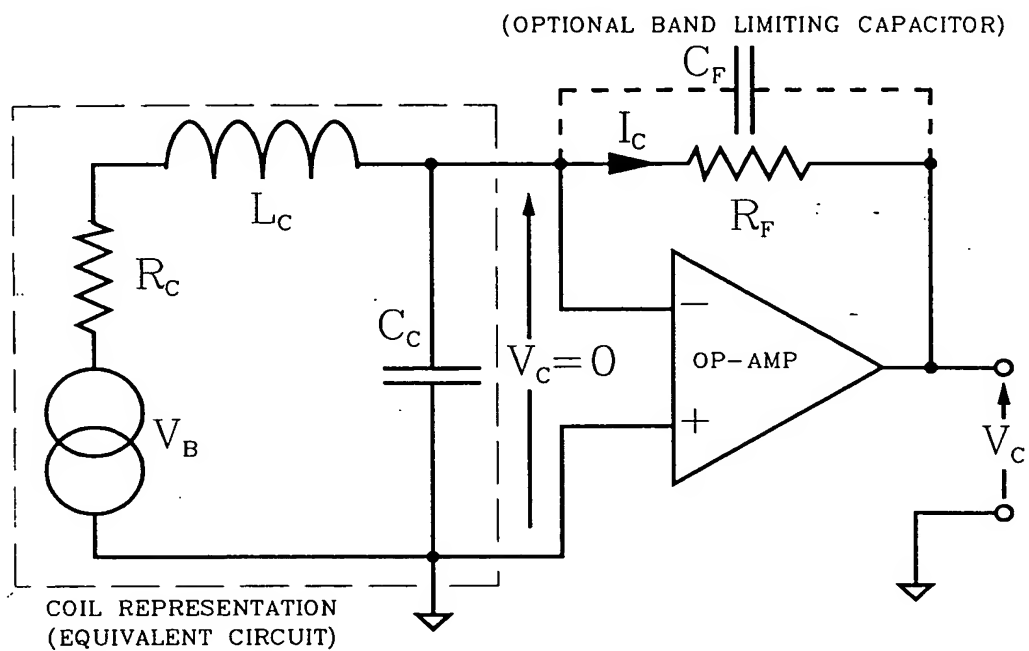 (OPTIONAL BAND LIMITING CAPACITOR)
C_F
I_C
L_C
R_F
R_C
C_C
−
V_C=0
OP-AMP
+
V_B
V_C
COIL REPRESENTATION
(EQUIVALENT CIRCUIT)